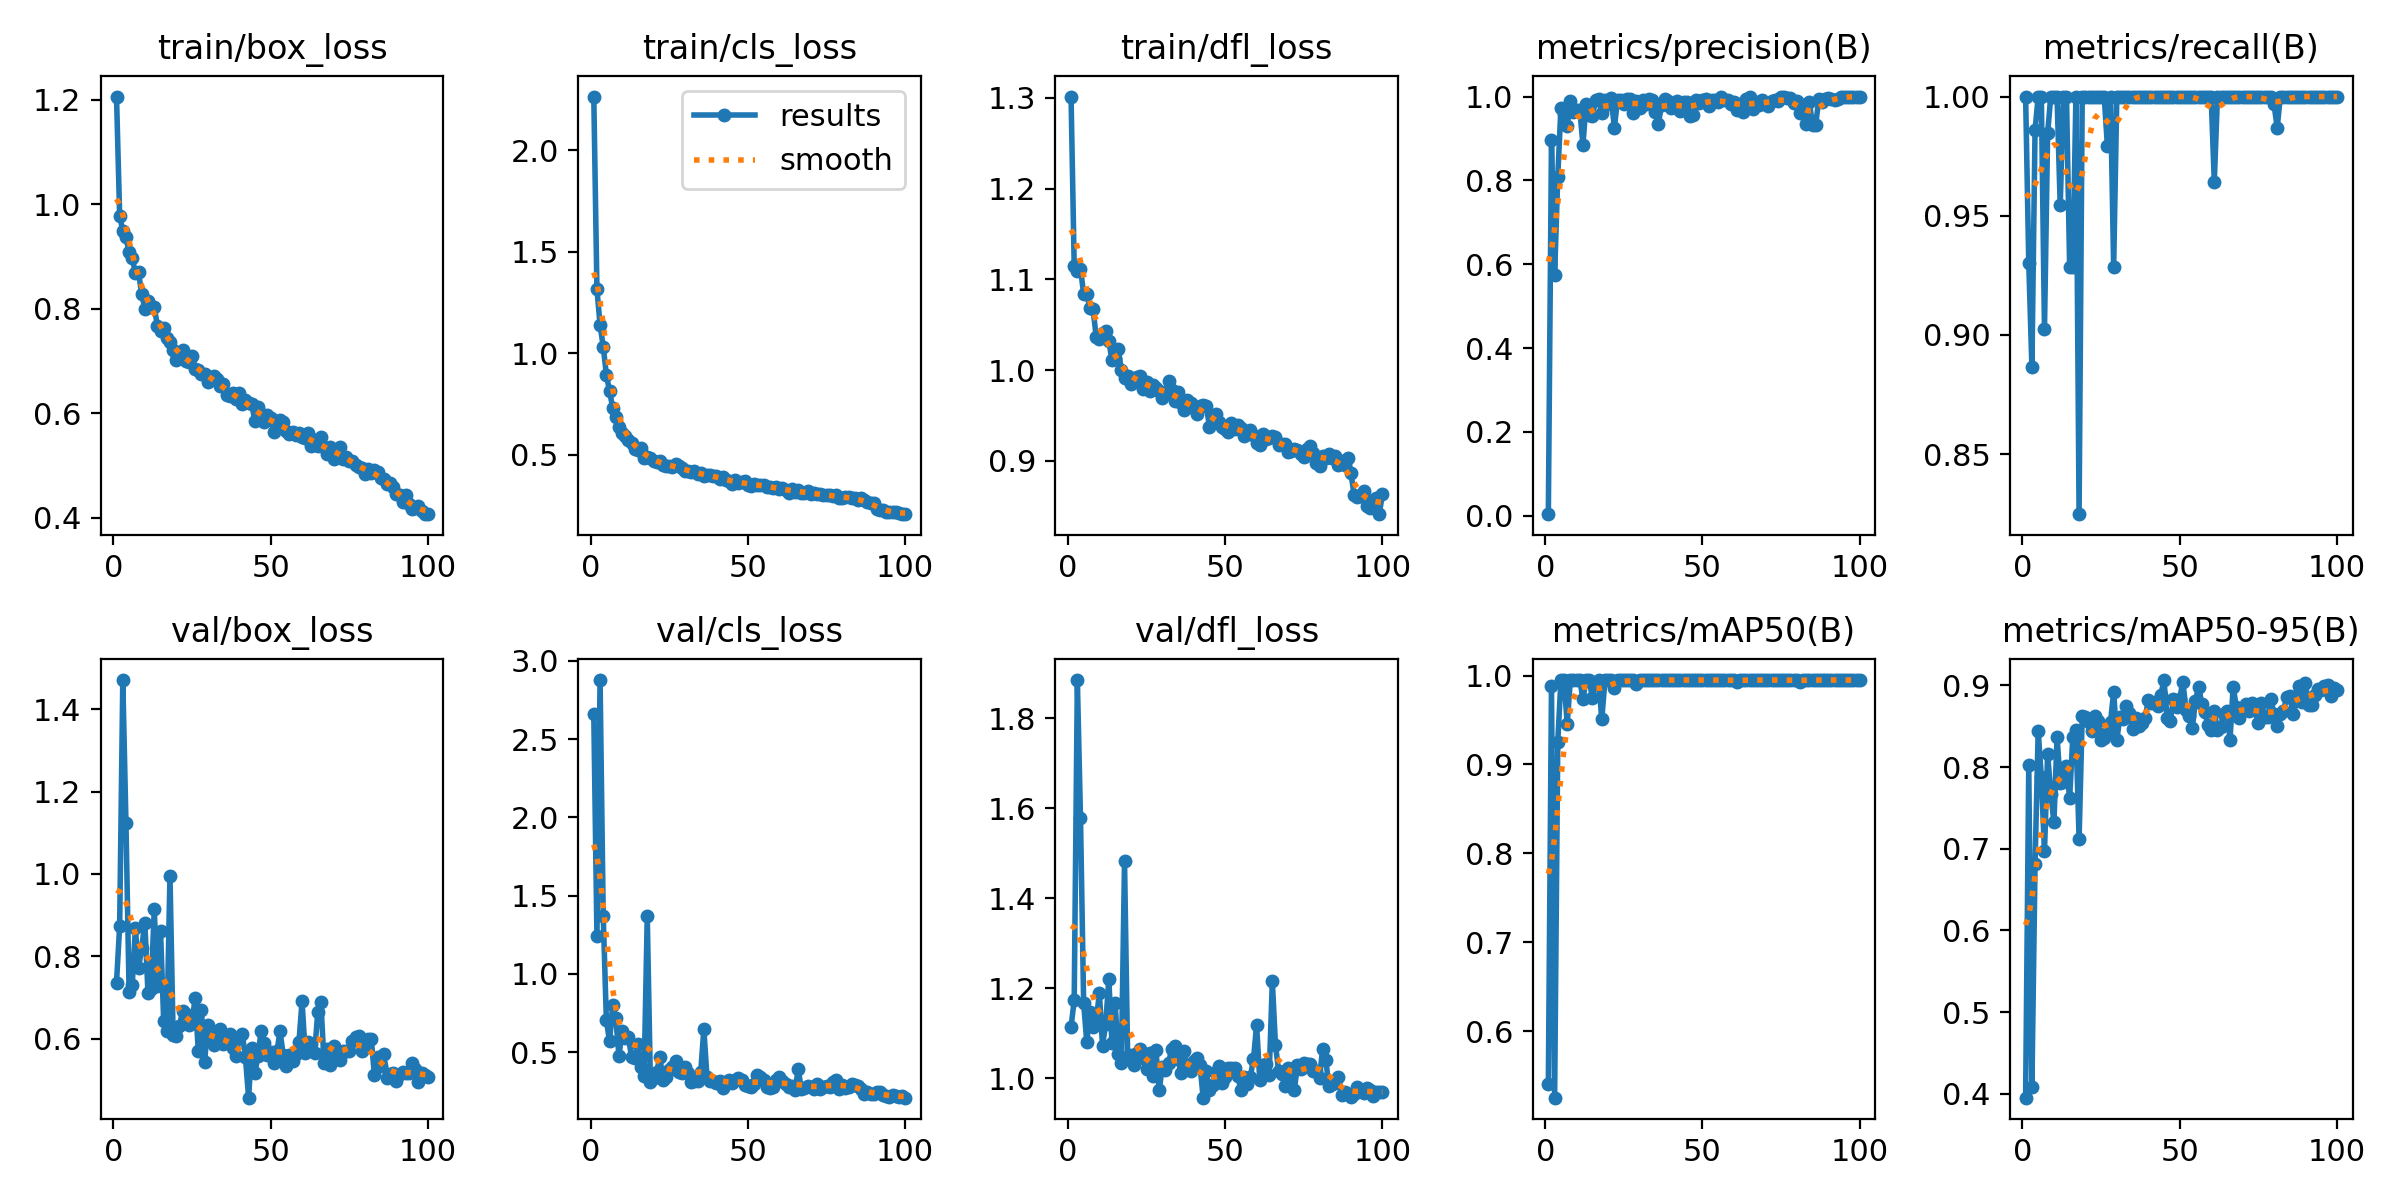 train/box_loss
1.2
1.0
0.8
0.6
0.4
0 50 100
train/cls_loss
results
smooth
2.0
1.5
1.0
0.5
0 50 100
train/dfl_loss
1.3
1.2
1.1
1.0
0.9
0 50 100
metrics/precision(B)
1.0
0.8
0.6
0.4
0.2
0.0
0 50 100
metrics/recall(B)
1.00
0.95
0.90
0.85
0 50 100
val/box_loss
1.4
1.2
1.0
0.8
0.6
0 50 100
val/cls_loss
3.0
2.5
2.0
1.5
1.0
0.5
0 50 100
val/dfl_loss
1.8
1.6
1.4
1.2
1.0
0 50 100
metrics/mAP50(B)
1.0
0.9
0.8
0.7
0.6
0 50 100
metrics/mAP50-95(B)
0.9
0.8
0.7
0.6
0.5
0.4
0 50 100